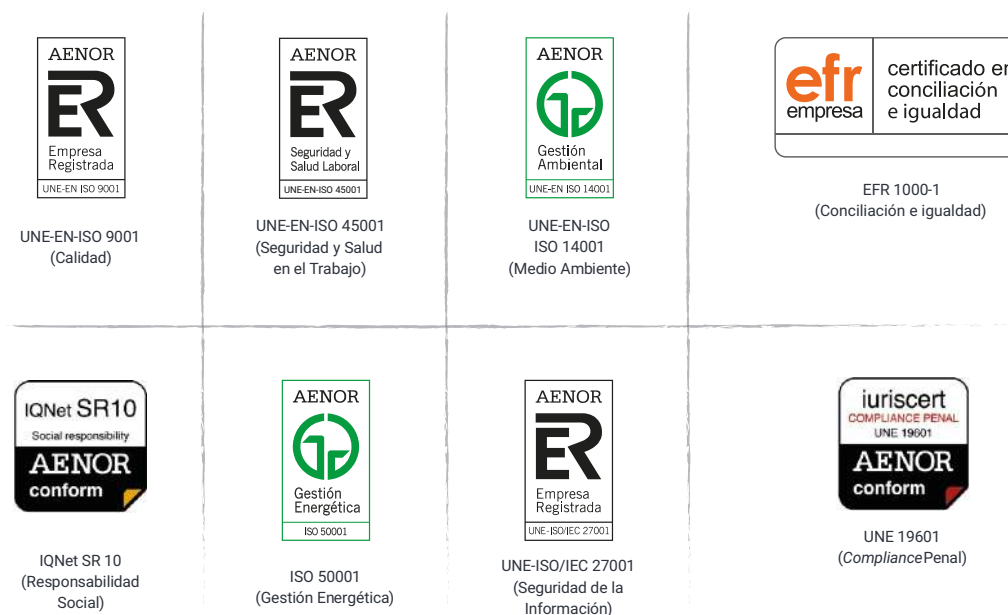 AENOR
ER
Empresa
Registrada
UNE-EN ISO 9001
UNE-EN-ISO 9001
(Calidad)
AENOR
ER
Seguridad y
Salud Laboral
UNE-EN-ISO 45001
UNE-EN-ISO 45001
(Seguridad y Salud
en el Trabajo)
AENOR
Gestión
Ambiental
UNE-EN ISO 14001
UNE-EN-ISO
ISO 14001
(Medio Ambiente)
efr
empresa
certificado en
conciliación
e igualdad
EFR 1000-1
(Conciliación e igualdad)
IQNet SR10
Social responsibility
AENOR
conform
IQNet SR 10
(Responsabilidad
Social)
AENOR
Gestión
Energética
ISO 50001
ISO 50001
(Gestión Energética)
AENOR
ER
Empresa
Registrada
UNE-ISO/IEC 27001
UNE-ISO/IEC 27001
(Seguridad de la
Información)
iuriscert
COMPLIANCE PENAL
UNE 19601
AENOR
conform
UNE 19601
(CompliancePenal)